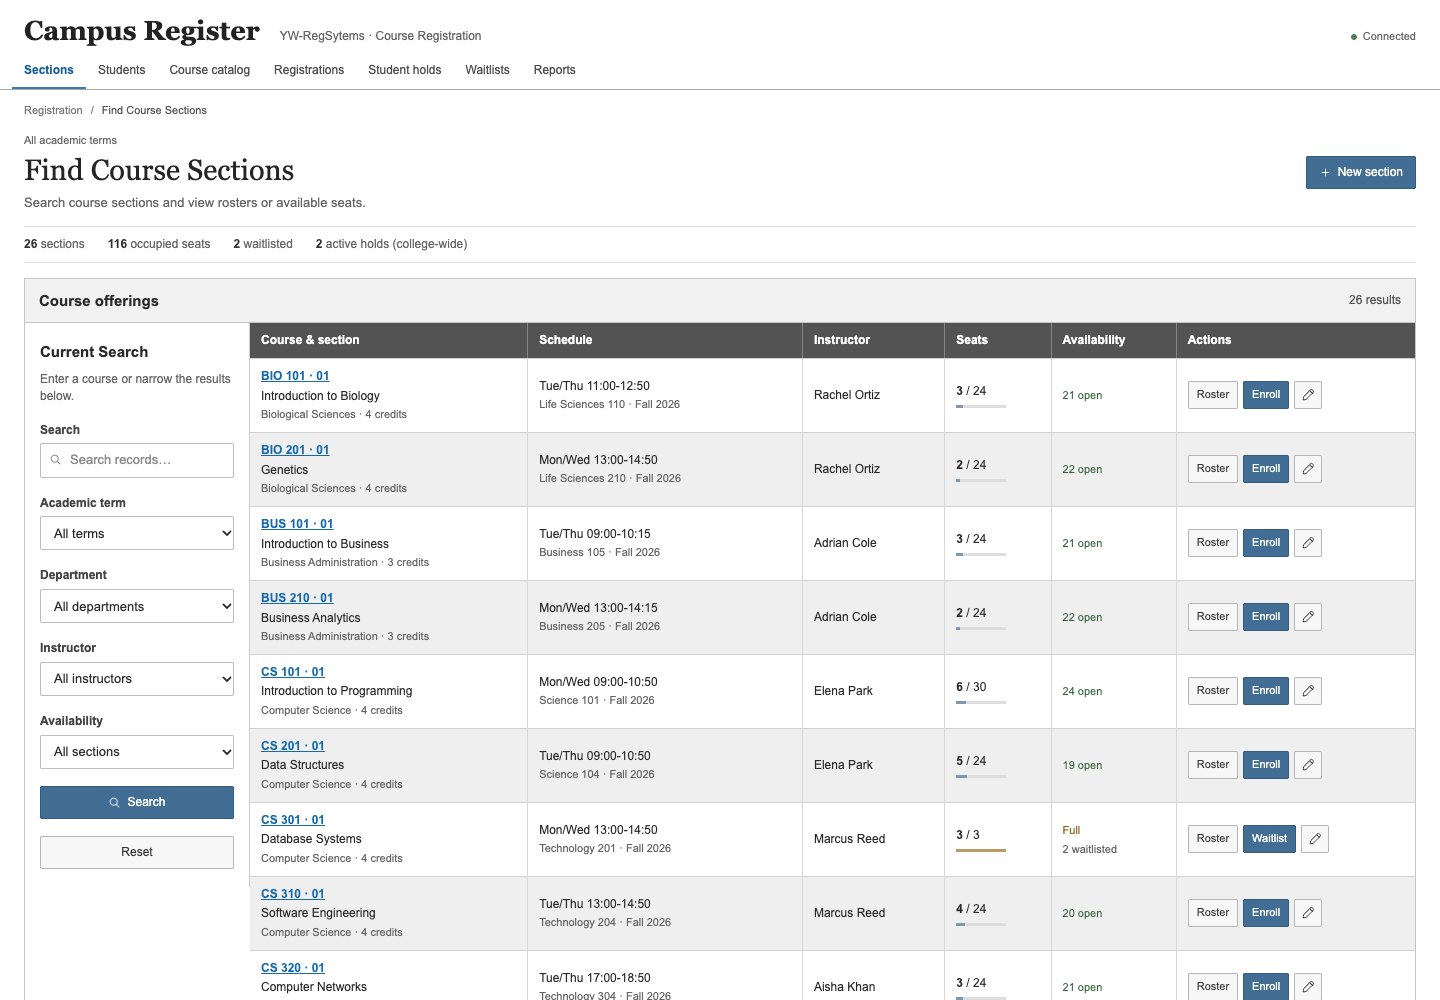 Campus Register
YW-RegSytems · Course Registration
Connected
Sections
Students
Course catalog
Registrations
Student holds
Waitlists
Reports
Registration / Find Course Sections
All academic terms
Find Course Sections
+ New section
Search course sections and view rosters or available seats.
26 sections
116 occupied seats
2 waitlisted
2 active holds (college-wide)
Course offerings
26 results
Current Search
Enter a course or narrow the results
below.
Search
Search records…
Academic term
All terms
Department
All departments
Instructor
All instructors
Availability
All sections
Search
Reset
Course & section
Schedule
Instructor
Seats
Availability
Actions
BIO 101 · 01
Introduction to Biology
Biological Sciences · 4 credits
Tue/Thu 11:00-12:50
Life Sciences 110 · Fall 2026
Rachel Ortiz
3 / 24
21 open
Roster
Enroll
BIO 201 · 01
Genetics
Biological Sciences · 4 credits
Mon/Wed 13:00-14:50
Life Sciences 210 · Fall 2026
Rachel Ortiz
2 / 24
22 open
Roster
Enroll
BUS 101 · 01
Introduction to Business
Business Administration · 3 credits
Tue/Thu 09:00-10:15
Business 105 · Fall 2026
Adrian Cole
3 / 24
21 open
Roster
Enroll
BUS 210 · 01
Business Analytics
Business Administration · 3 credits
Mon/Wed 13:00-14:15
Business 205 · Fall 2026
Adrian Cole
2 / 24
22 open
Roster
Enroll
CS 101 · 01
Introduction to Programming
Computer Science · 4 credits
Mon/Wed 09:00-10:50
Science 101 · Fall 2026
Elena Park
6 / 30
24 open
Roster
Enroll
CS 201 · 01
Data Structures
Computer Science · 4 credits
Tue/Thu 09:00-10:50
Science 104 · Fall 2026
Elena Park
5 / 24
19 open
Roster
Enroll
CS 301 · 01
Database Systems
Computer Science · 4 credits
Mon/Wed 13:00-14:50
Technology 201 · Fall 2026
Marcus Reed
3 / 3
Full
2 waitlisted
Roster
Waitlist
CS 310 · 01
Software Engineering
Computer Science · 4 credits
Tue/Thu 13:00-14:50
Technology 204 · Fall 2026
Marcus Reed
4 / 24
20 open
Roster
Enroll
CS 320 · 01
Computer Networks
Tue/Thu 17:00-18:50
Technology 304 · Fall 2026
Aisha Khan
3 / 24
21 open
Roster
Enroll